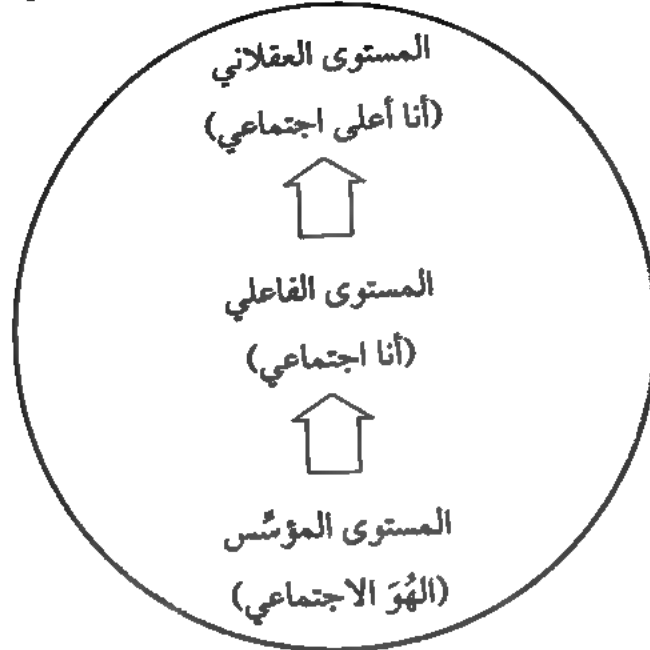 المستوى العقلاني
(أنا أعلى اجتماعي)
المستوى الفاعلي
(أنا اجتماعي)
المستوى المؤسِّس
(الهُوَ الاجتماعي)